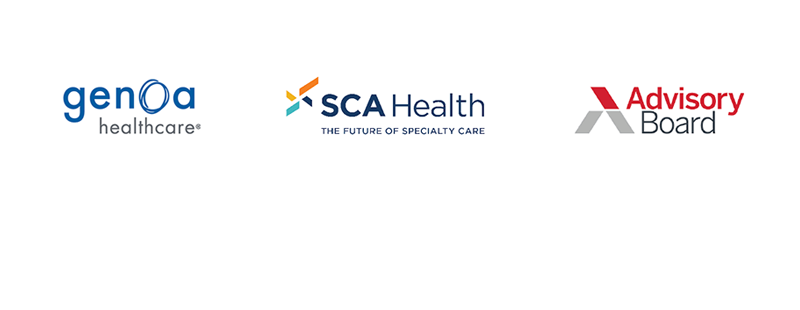 genoa
healthcare®
SCA Health
THE FUTURE OF SPECIALTY CARE
Advisory
Board